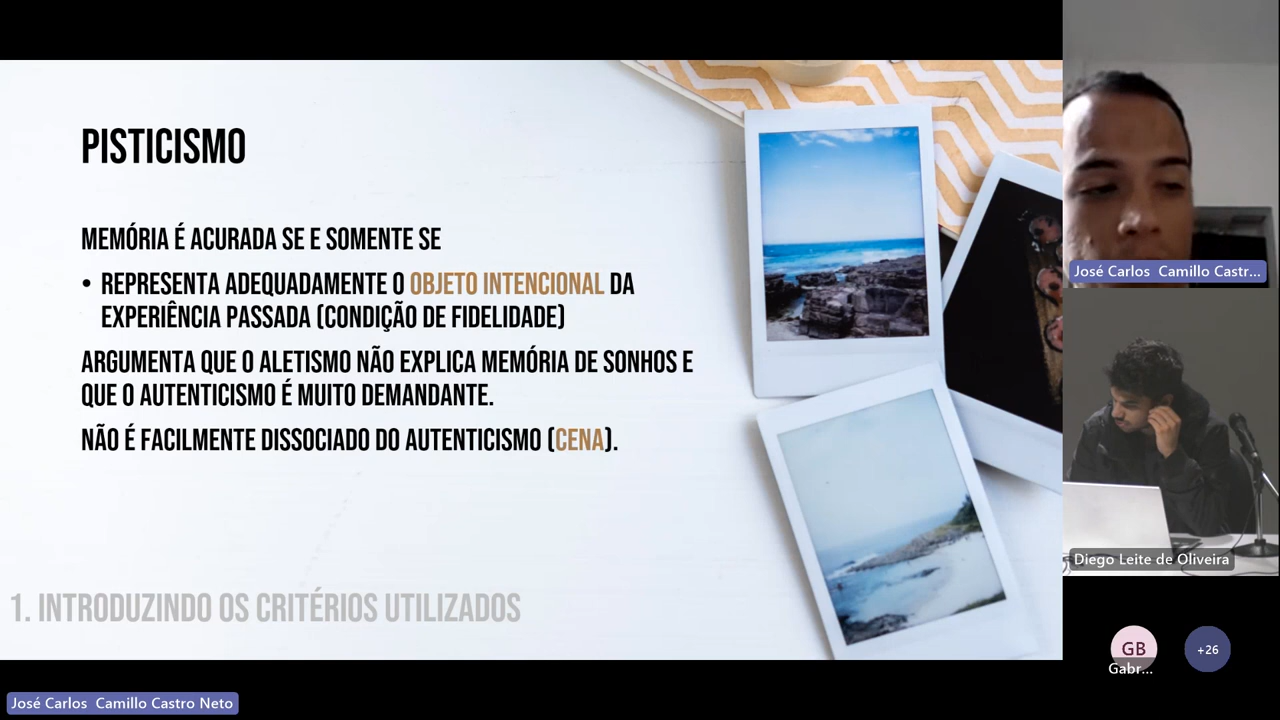 PISTICISMO
MEMÓRIA É ACURADA SE E SOMENTE SE
• REPRESENTA ADEQUADAMENTE O OBJETO INTENCIONAL DA
EXPERIÊNCIA PASSADA (CONDIÇÃO DE FIDELIDADE)
ARGUMENTA QUE O ALETISMO NÃO EXPLICA MEMÓRIA DE SONHOS E
QUE O AUTENTICISMO É MUITO DEMANDANTE.
NÃO É FACILMENTE DISSOCIADO DO AUTENTICISMO (CENA).
1. INTRODUZINDO OS CRITÉRIOS UTILIZADOS
José Carlos Camillo Castro Neto
José Carlos Camillo Castr...
Diego Leite de Oliveira
GB
Gabr...
+26